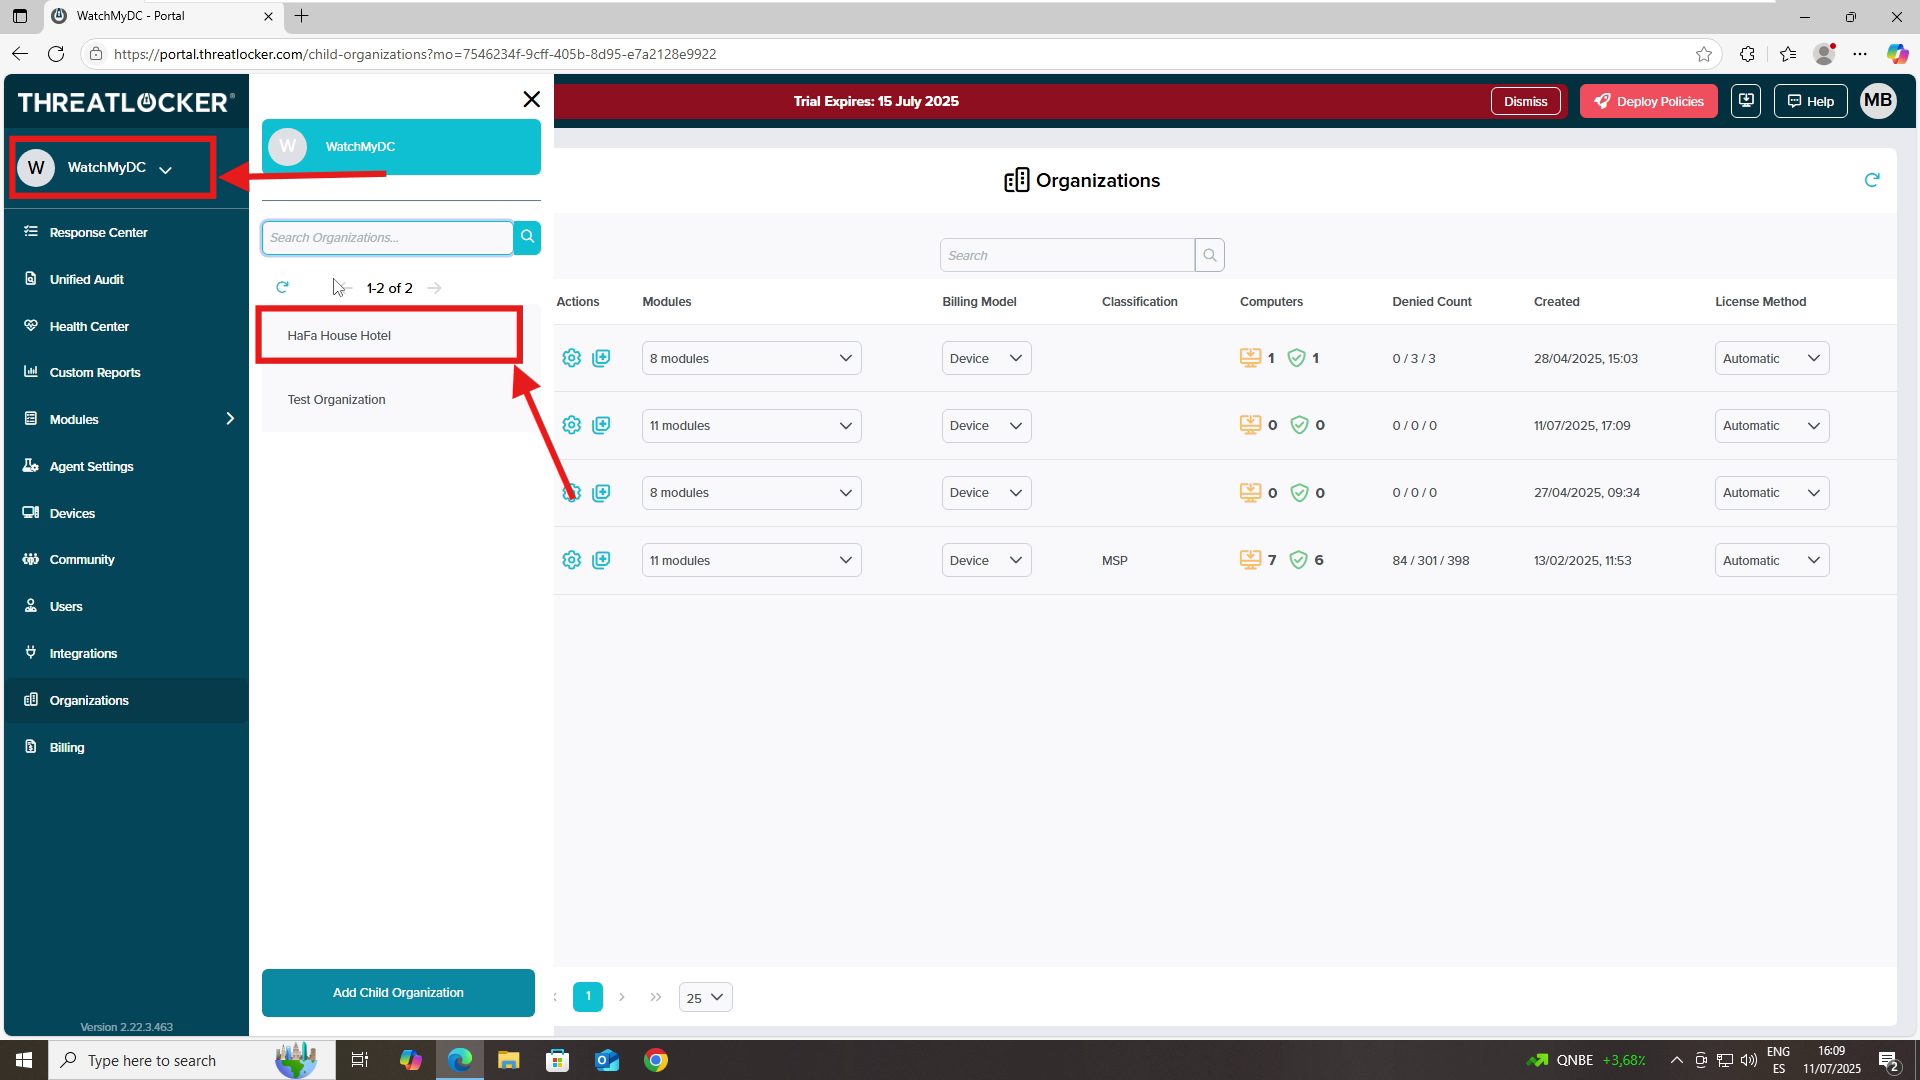 WatchMyDC - Portal
https://portal.threatlocker.com/child-organizations?mo=7546234f-9cff-405b-8d95-e7a2128e9922
THREATLOCKER®
Trial Expires: 15 July 2025
Dismiss
Deploy Policies
Help
MB
W WatchMyDC
W WatchMyDC
Organizations
Response Center
Unified Audit
Health Center
Custom Reports
Modules
Agent Settings
Devices
Community
Users
Integrations
Organizations
Billing
Version 2.22.3.463
Search Organizations...
1-2 of 2
HaFa House Hotel
Test Organization
Add Child Organization
Search
Actions Modules Billing Model Classification Computers Denied Count Created License Method
8 modules Device 1 1 0 / 3 / 3 28/04/2025, 15:03 Automatic
11 modules Device 0 0 0 / 0 / 0 11/07/2025, 17:09 Automatic
8 modules Device 0 0 0 / 0 / 0 27/04/2025, 09:34 Automatic
11 modules Device MSP 7 6 84 / 301 / 398 13/02/2025, 11:53 Automatic
1
25
Type here to search
QNBE +3,68%
ENG
ES
16:09
11/07/2025
2